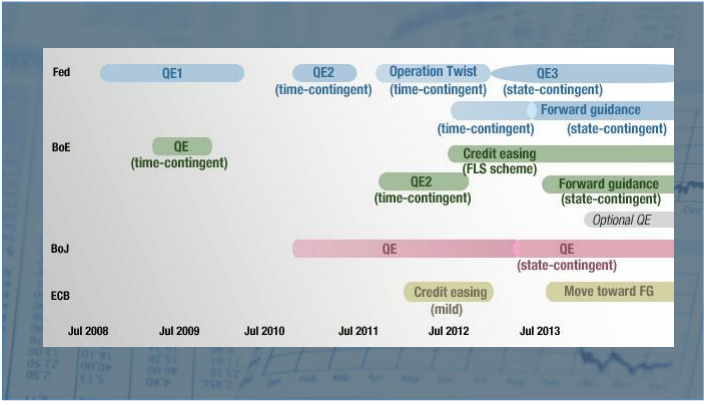 Fed
QE1
QE2
Operation Twist
QE3
(time-contingent)
(time-contingent)
(state-contingent)
Forward guidance
(time-contingent)
(state-contingent)
BoE
QE
(time-contingent)
Credit easing
(FLS scheme)
QE2
(time-contingent)
Forward guidance
(state-contingent)
Optional QE
BoJ
QE
QE
(state-contingent)
ECB
Credit easing
(mild)
Move toward FG
Jul 2008
Jul 2009
Jul 2010
Jul 2011
Jul 2012
Jul 2013